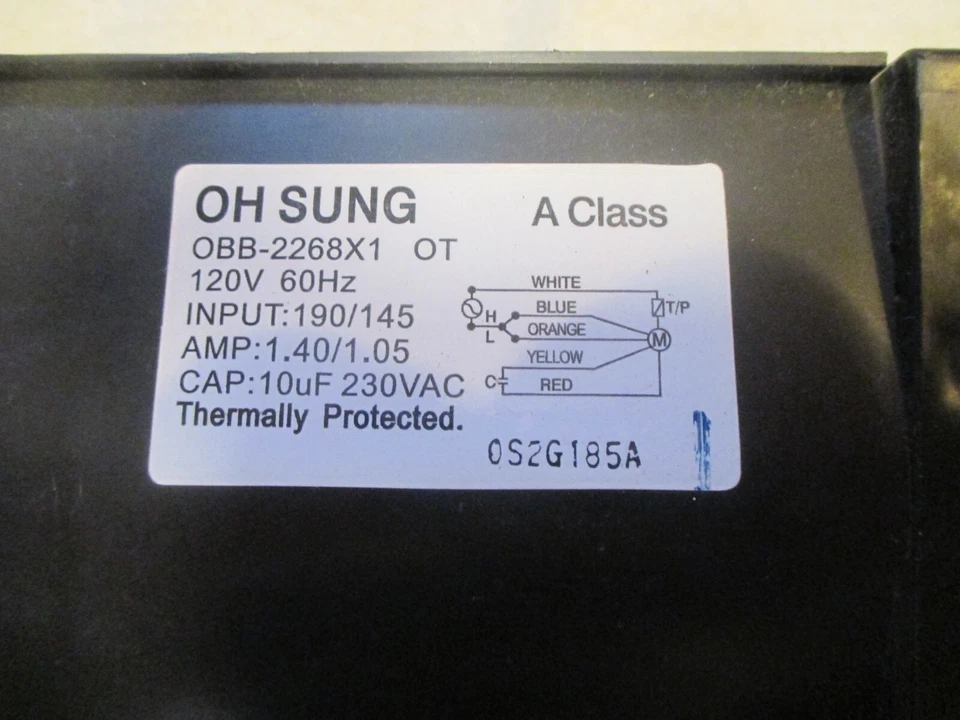 OH SUNG
A Class
OBB-2268X1 OT
120V 60Hz
INPUT:190/145
AMP:1.40/1.05
CAP:10uF 230VAC
Thermally Protected.
WHITE
T/P
H
BLUE
L
ORANGE
M
YELLOW
C
RED
0S2G185A